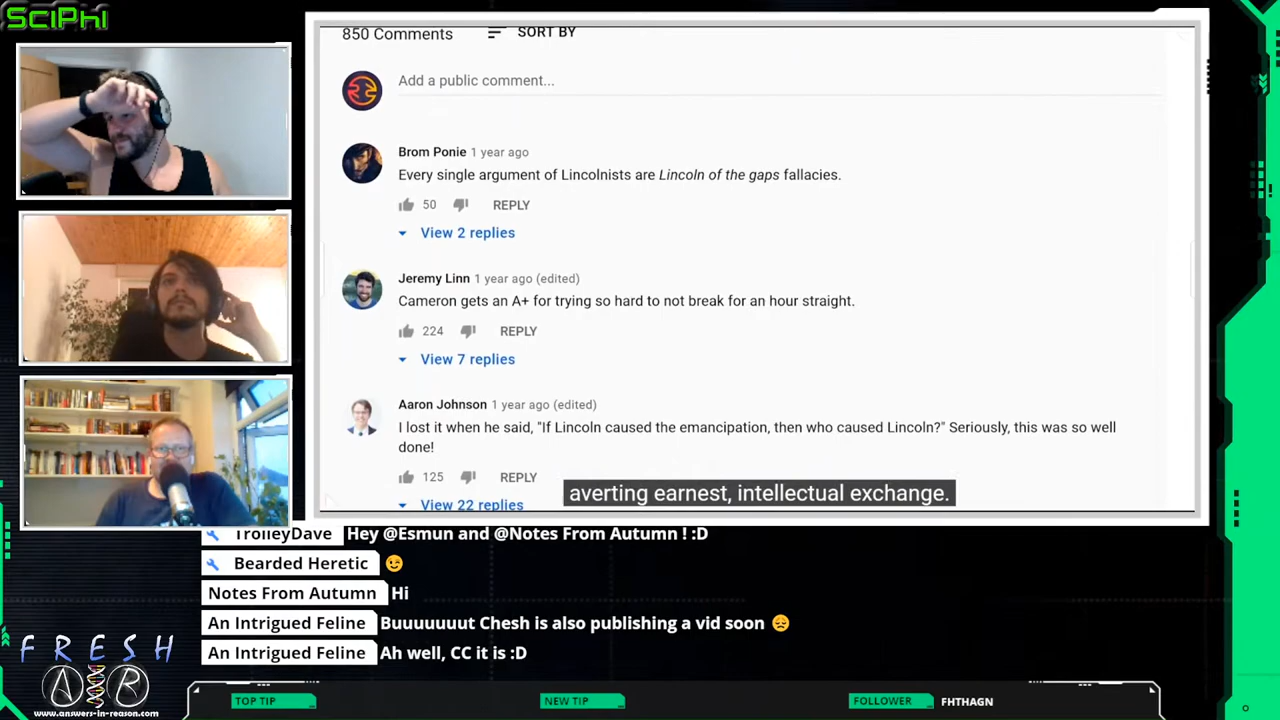 SciPhi
850 Comments
SORT BY
Add a public comment...
Brom Ponie 1 year ago
Every single argument of Lincolnists are Lincoln of the gaps fallacies.
50
REPLY
View 2 replies
Jeremy Linn 1 year ago (edited)
Cameron gets an A+ for trying so hard to not break for an hour straight.
224
REPLY
View 7 replies
Aaron Johnson 1 year ago (edited)
I lost it when he said, "If Lincoln caused the emancipation, then who caused Lincoln?" Seriously, this was so well
done!
125
REPLY
View 22 replies
averting earnest, intellectual exchange.
TrolleyDave Hey @Esmun and @Notes From Autumn ! :D
Bearded Heretic 😉
Notes From Autumn Hi
An Intrigued Feline Buuuuuuut Chesh is also publishing a vid soon 😔
An Intrigued Feline Ah well, CC it is :D
FRESH
AiR
www.answers-in-reason.com
TOP TIP
NEW TIP
FOLLOWER FHTHAGN